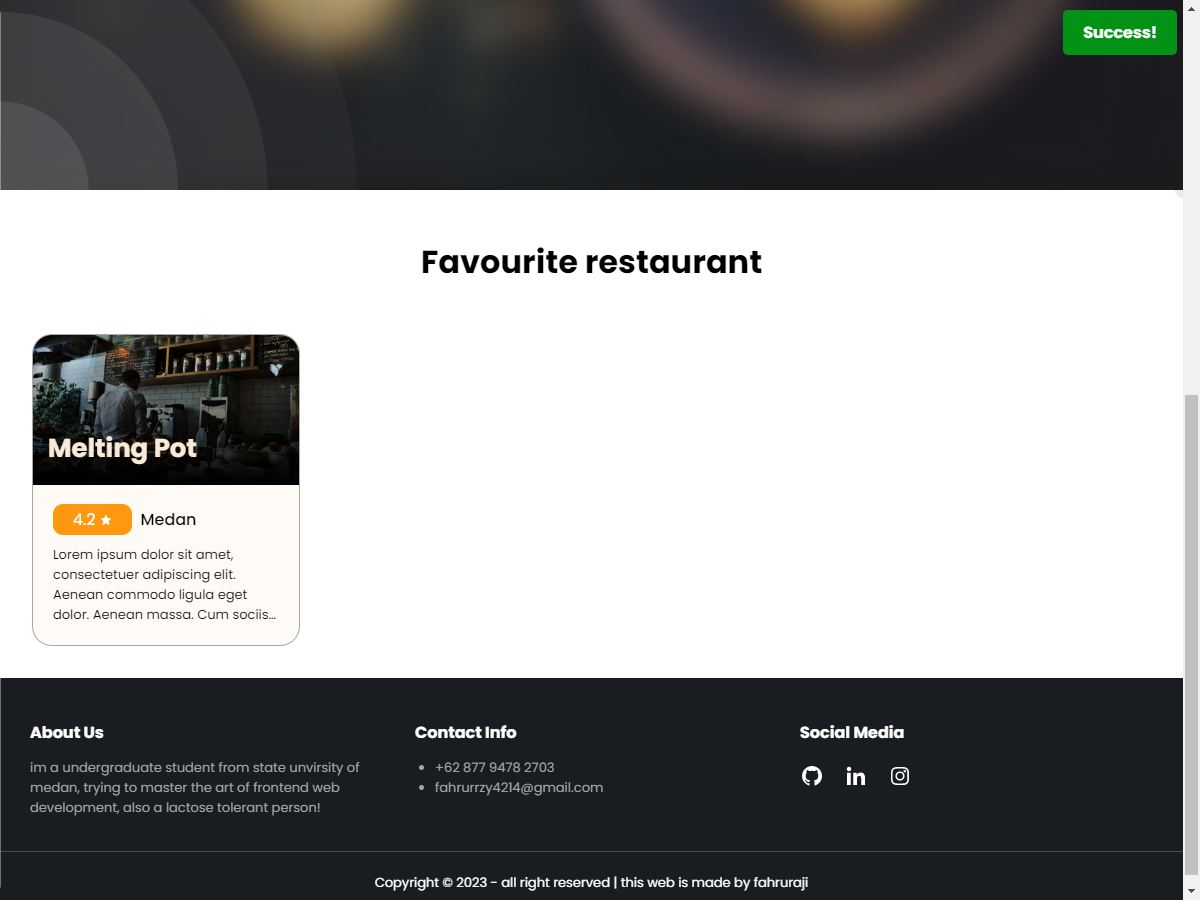 Success!
Favourite restaurant
Melting Pot
4.2
Medan
Lorem ipsum dolor sit amet,
consectetuer adipiscing elit.
Aenean commodo ligula eget
dolor. Aenean massa. Cum sociis…
About Us
im a undergraduate student from state unvirsity of
medan, trying to master the art of frontend web
development, also a lactose tolerant person!
Contact Info
+62 877 9478 2703
fahrurrzy4214@gmail.com
Social Media
Copyright © 2023 - all right reserved | this web is made by fahruraji